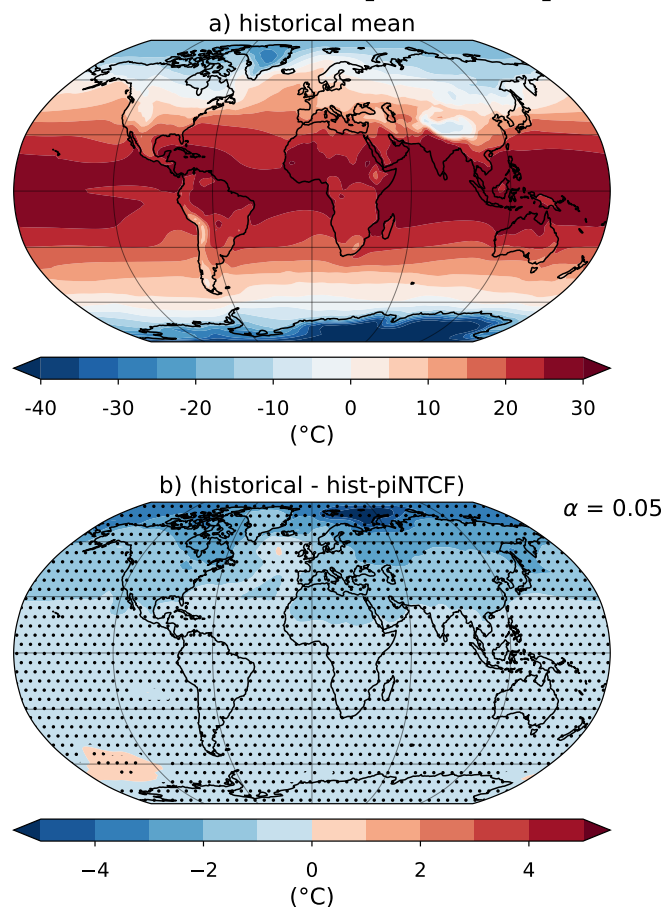 a) historical mean
-40 -30 -20 -10 0 10 20 30
(°C)
b) (historical - hist-piNTCF)
α = 0.05
−4 −2 0 2 4
(°C)